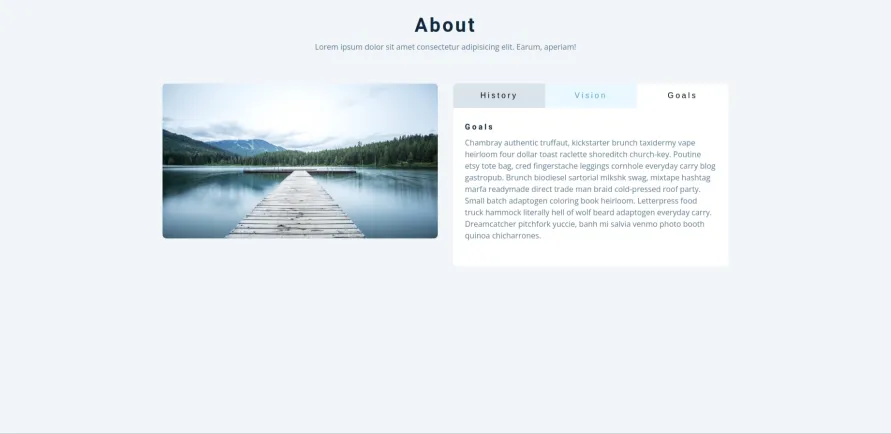 About
Lorem ipsum dolor sit amet consectetur adipisicing elit. Earum, aperiam!
History
Vision
Goals
Goals
Chambray authentic truffaut, kickstarter brunch taxidermy vape
heirloom four dollar toast raclette shoreditch church-key. Poutine
etsy tote bag, cred fingerstache leggings cornhole everyday carry blog
gastropub. Brunch biodiesel sartorial mlkshk swag, mixtape hashtag
marfa readymade direct trade man braid cold-pressed roof party.
Small batch adaptogen coloring book heirloom. Letterpress food
truck hammock literally hell of wolf beard adaptogen everyday carry.
Dreamcatcher pitchfork yuccie, banh mi salvia venmo photo booth
quinoa chicharrones.